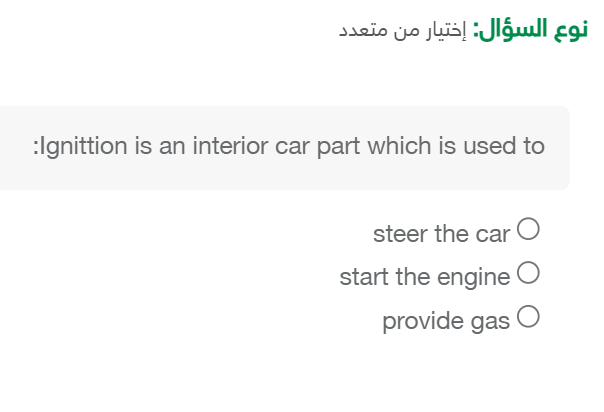 نوع السؤال: إختيار من متعدد
Ignittion is an interior car part which is used to:
steer the car
start the engine
provide gas